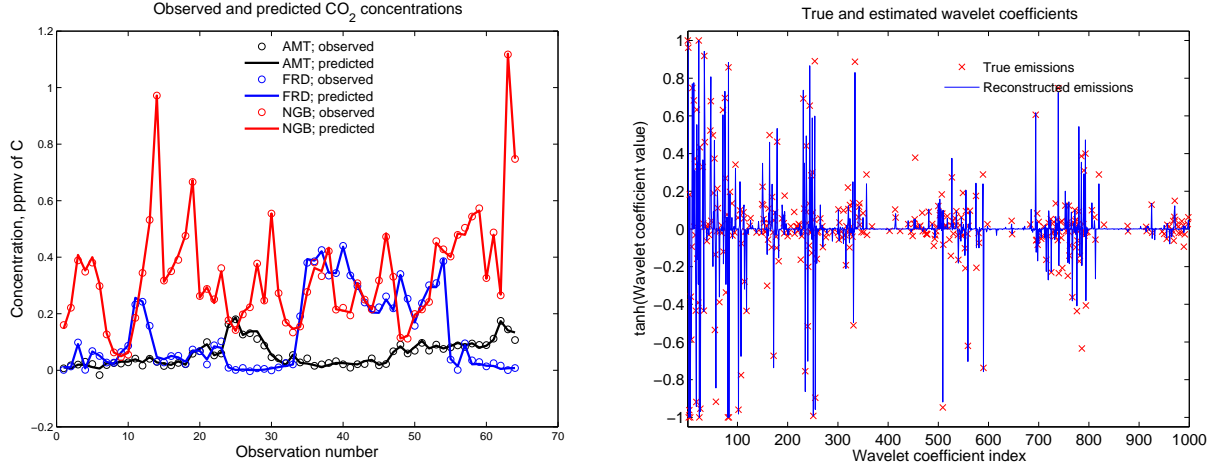 Observed and predicted CO2 concentrations
1.2
1
0.8
0.6
0.4
0.2
0
−0.2
Concentration, ppmv of C
AMT; observed
AMT; predicted
FRD; observed
FRD; predicted
NGB; observed
NGB; predicted
0 10 20 30 40 50 60 70
Observation number
True and estimated wavelet coefficients
1
0.8
0.6
0.4
0.2
0
−0.2
−0.4
−0.6
−0.8
−1
tanh(Wavelet coefficient value)
True emissions
Reconstructed emissions
100 200 300 400 500 600 700 800 900 1000
Wavelet coefficient index